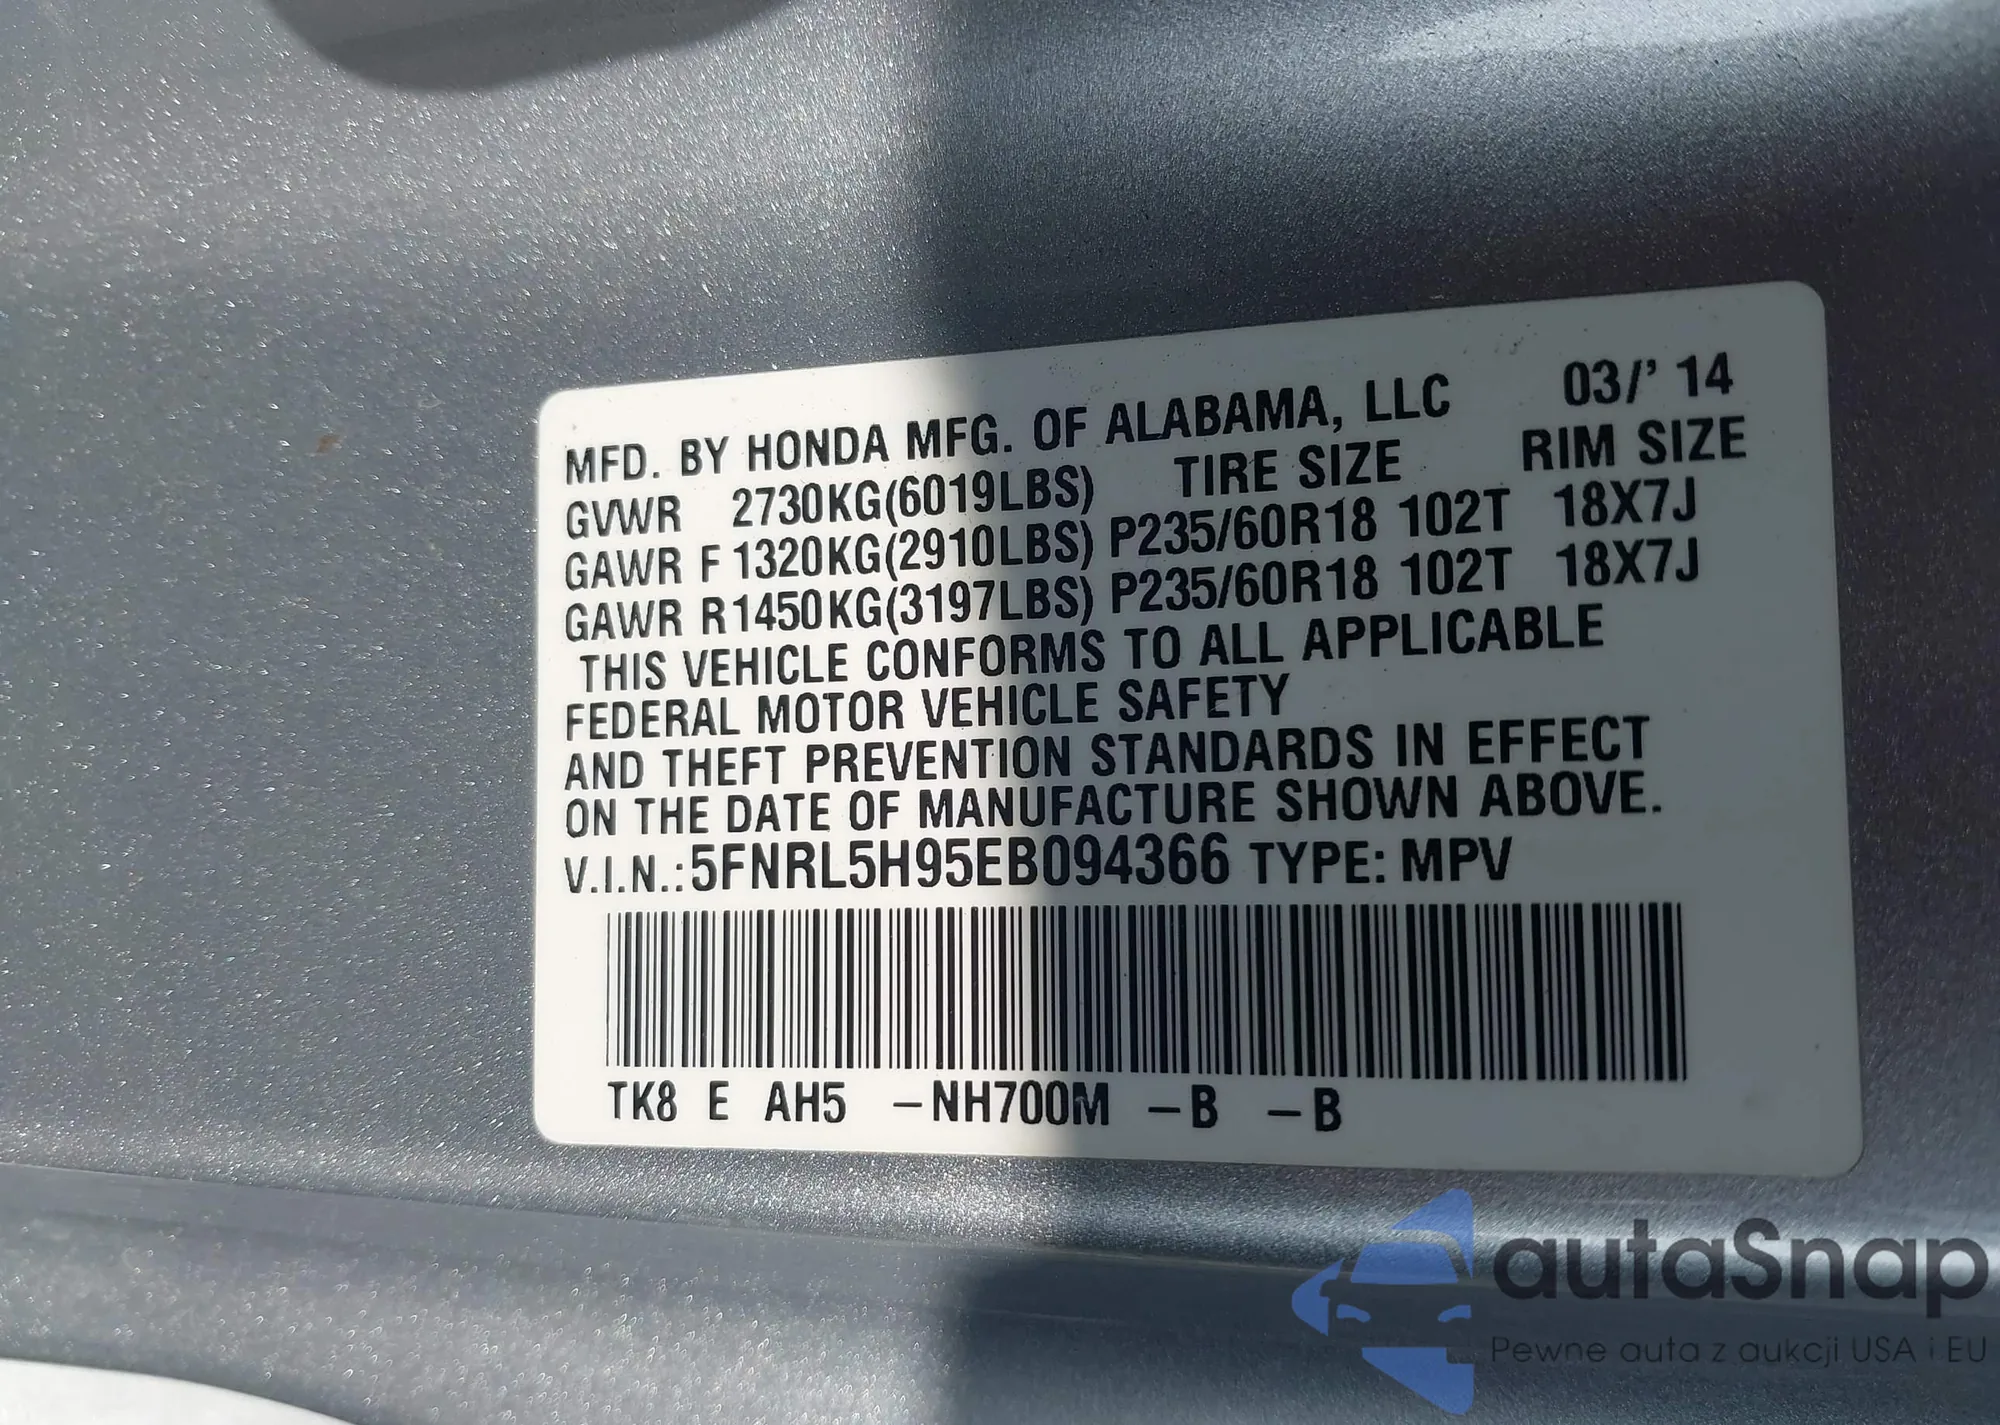 MFD. BY HONDA MFG. OF ALABAMA, LLC 03/' 14
GVWR 2730KG(6019LBS) TIRE SIZE RIM SIZE
GAWR F 1320KG(2910LBS) P235/60R18 102T 18X7J
GAWR R1450KG(3197LBS) P235/60R18 102T 18X7J
THIS VEHICLE CONFORMS TO ALL APPLICABLE
FEDERAL MOTOR VEHICLE SAFETY
AND THEFT PREVENTION STANDARDS IN EFFECT
ON THE DATE OF MANUFACTURE SHOWN ABOVE.
V.I.N.:5FNRL5H95EB094366 TYPE: MPV
TK8 E AH5 –NH700M –B –B
autaSnap
Pewne auta z aukcji USA i EU